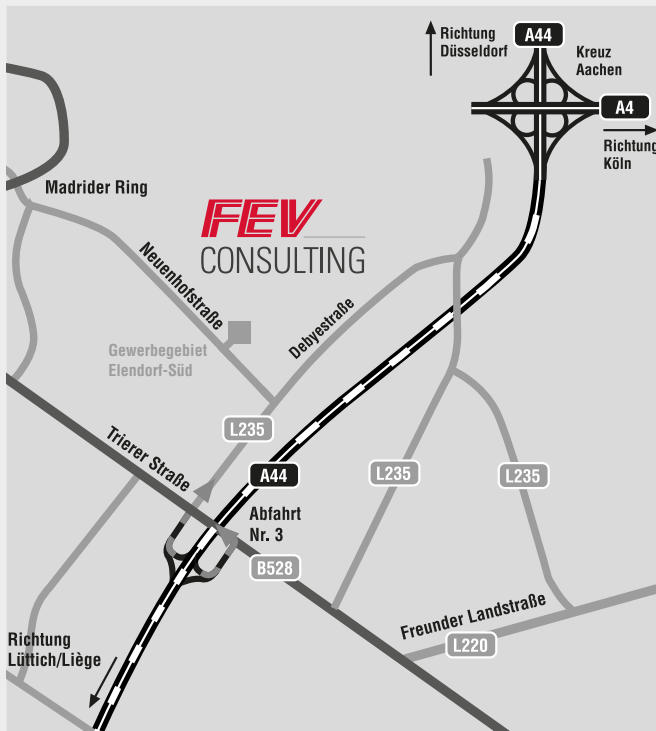 Richtung
Düsseldorf
A44
Kreuz
Aachen
A4
Richtung
Köln
Madrider Ring
FEV
CONSULTING
Neuenhofstraße
Debyestraße
Gewerbegebiet
Elendorf-Süd
L235
Trierer Straße
A44
L235
L235
Abfahrt
Nr. 3
B528
Freunder Landstraße
L220
Richtung
Lüttich/Liège